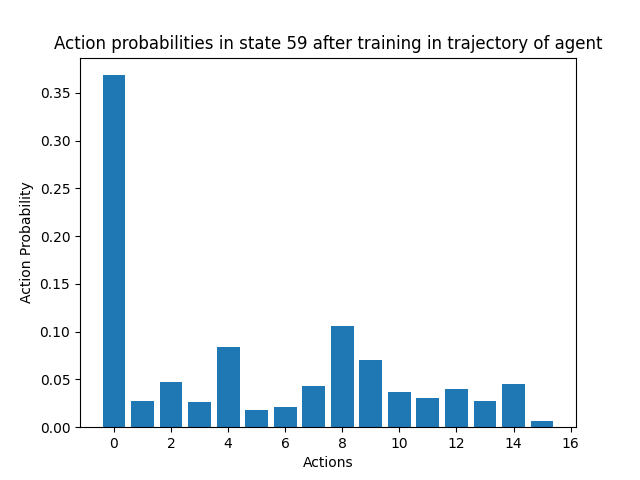 Action probabilities in state 59 after training in trajectory of agent
0.35
0.30
0.25
0.20
0.15
0.10
0.05
0.00
Action Probability
0 2 4 6 8 10 12 14 16
Actions